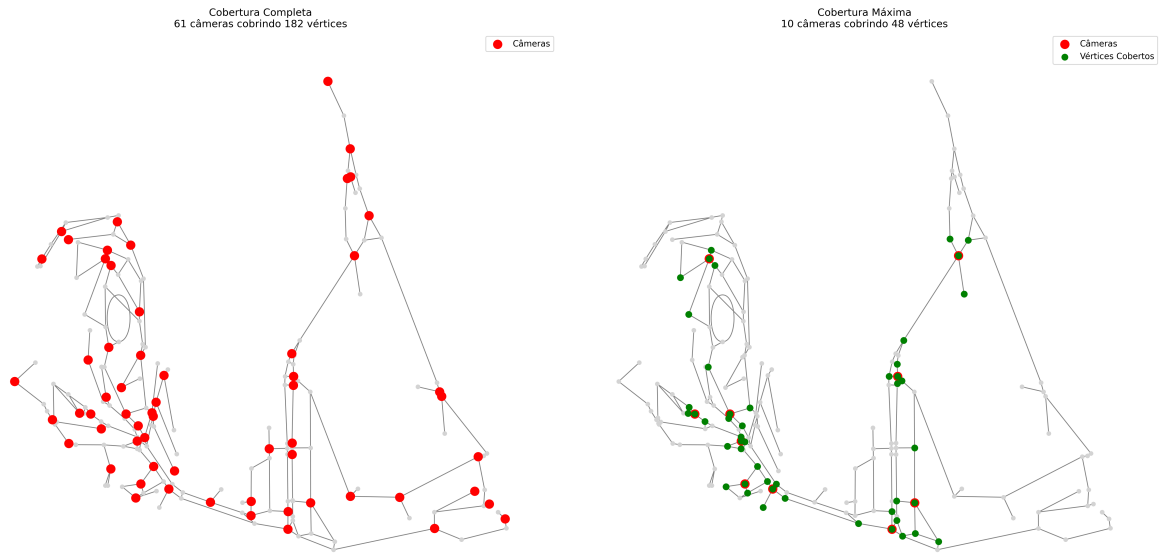 Cobertura Completa
61 câmeras cobrindo 182 vértices
Câmeras
Cobertura Máxima
10 câmeras cobrindo 48 vértices
Câmeras
Vértices Cobertos